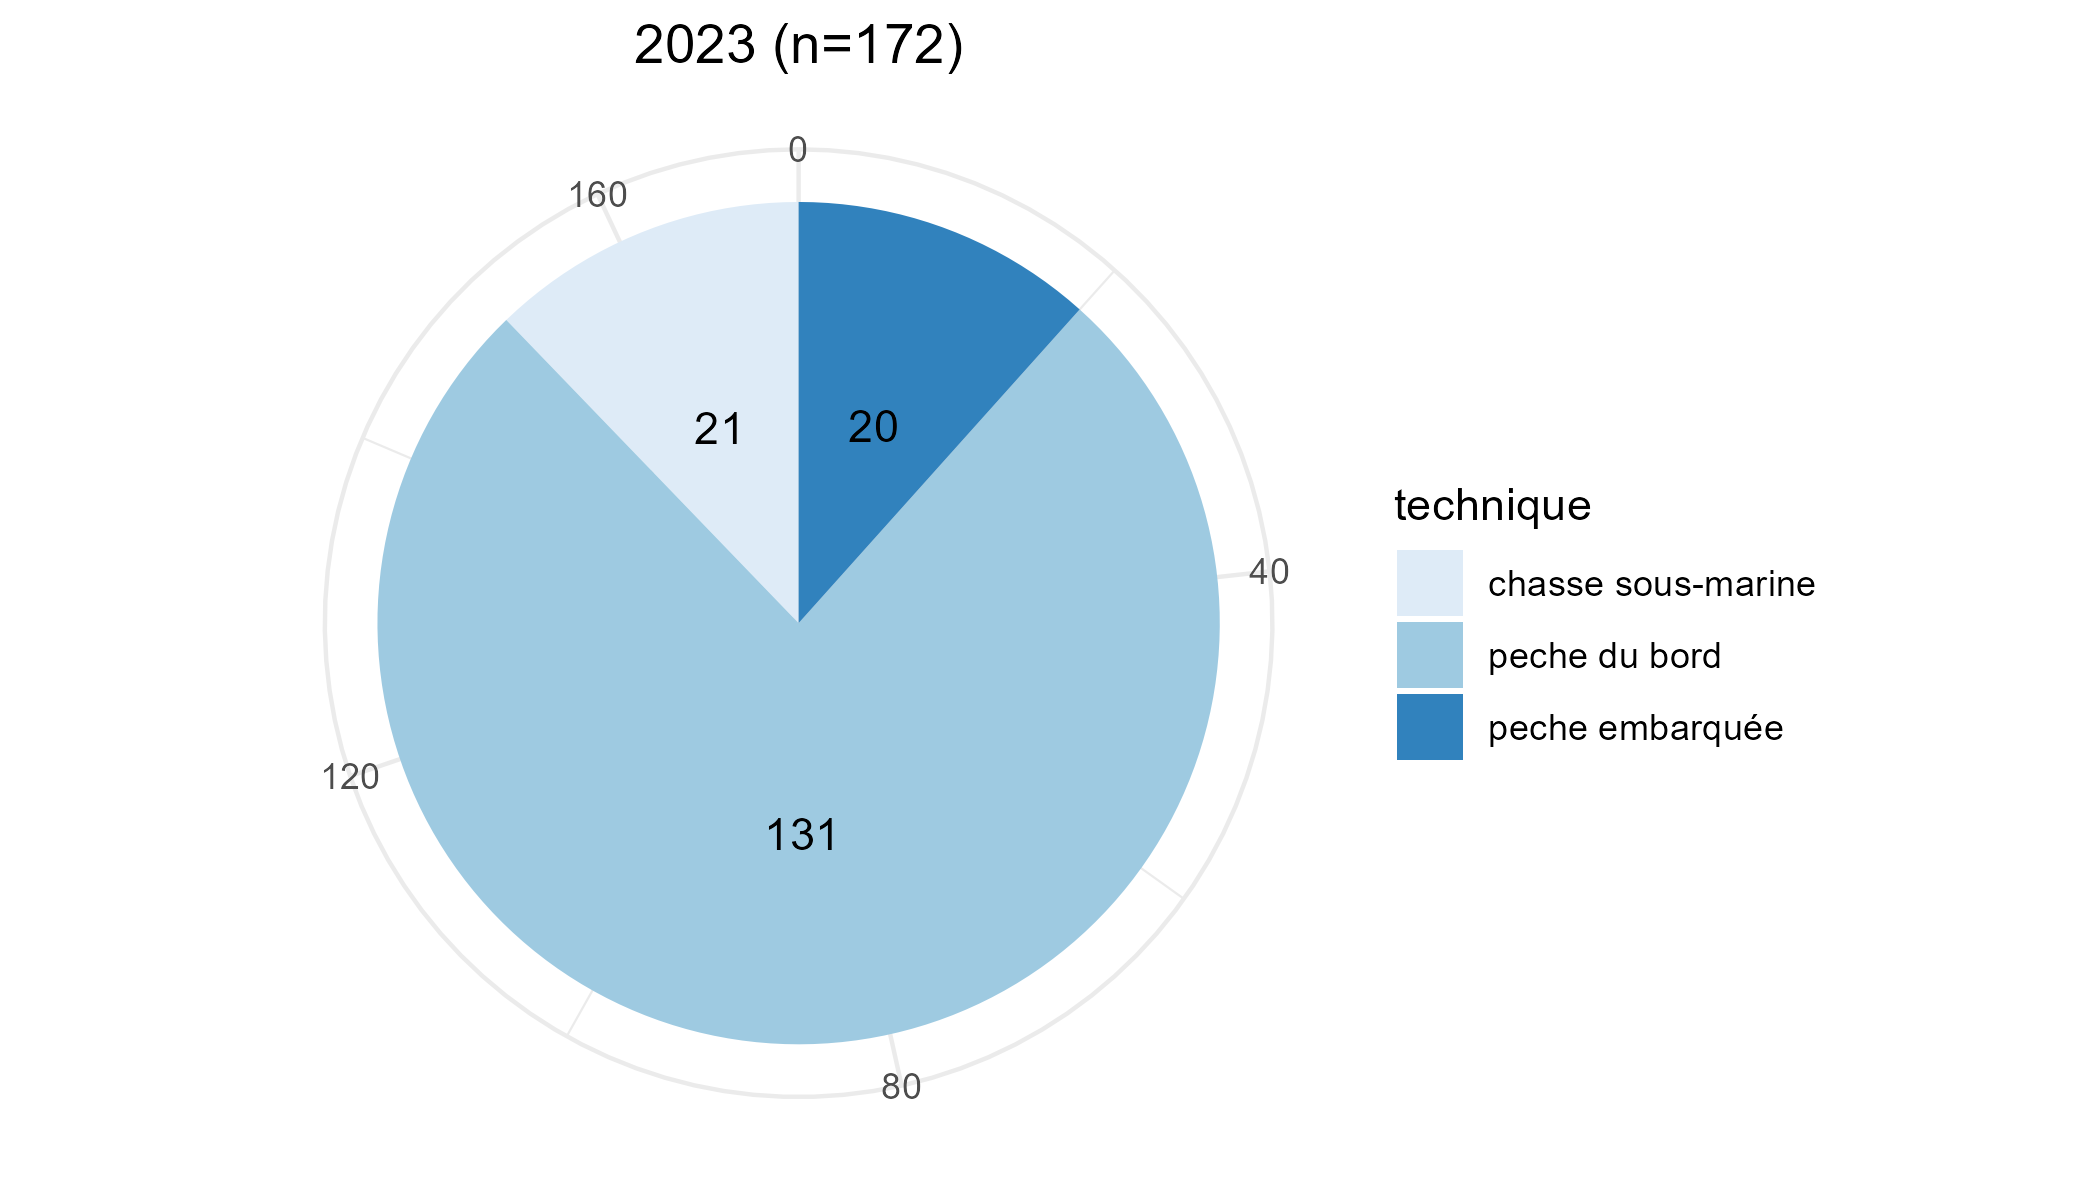 2023 (n=172)
0
160
21
20
40
120
131
80
technique
chasse sous-marine
peche du bord
peche embarquée